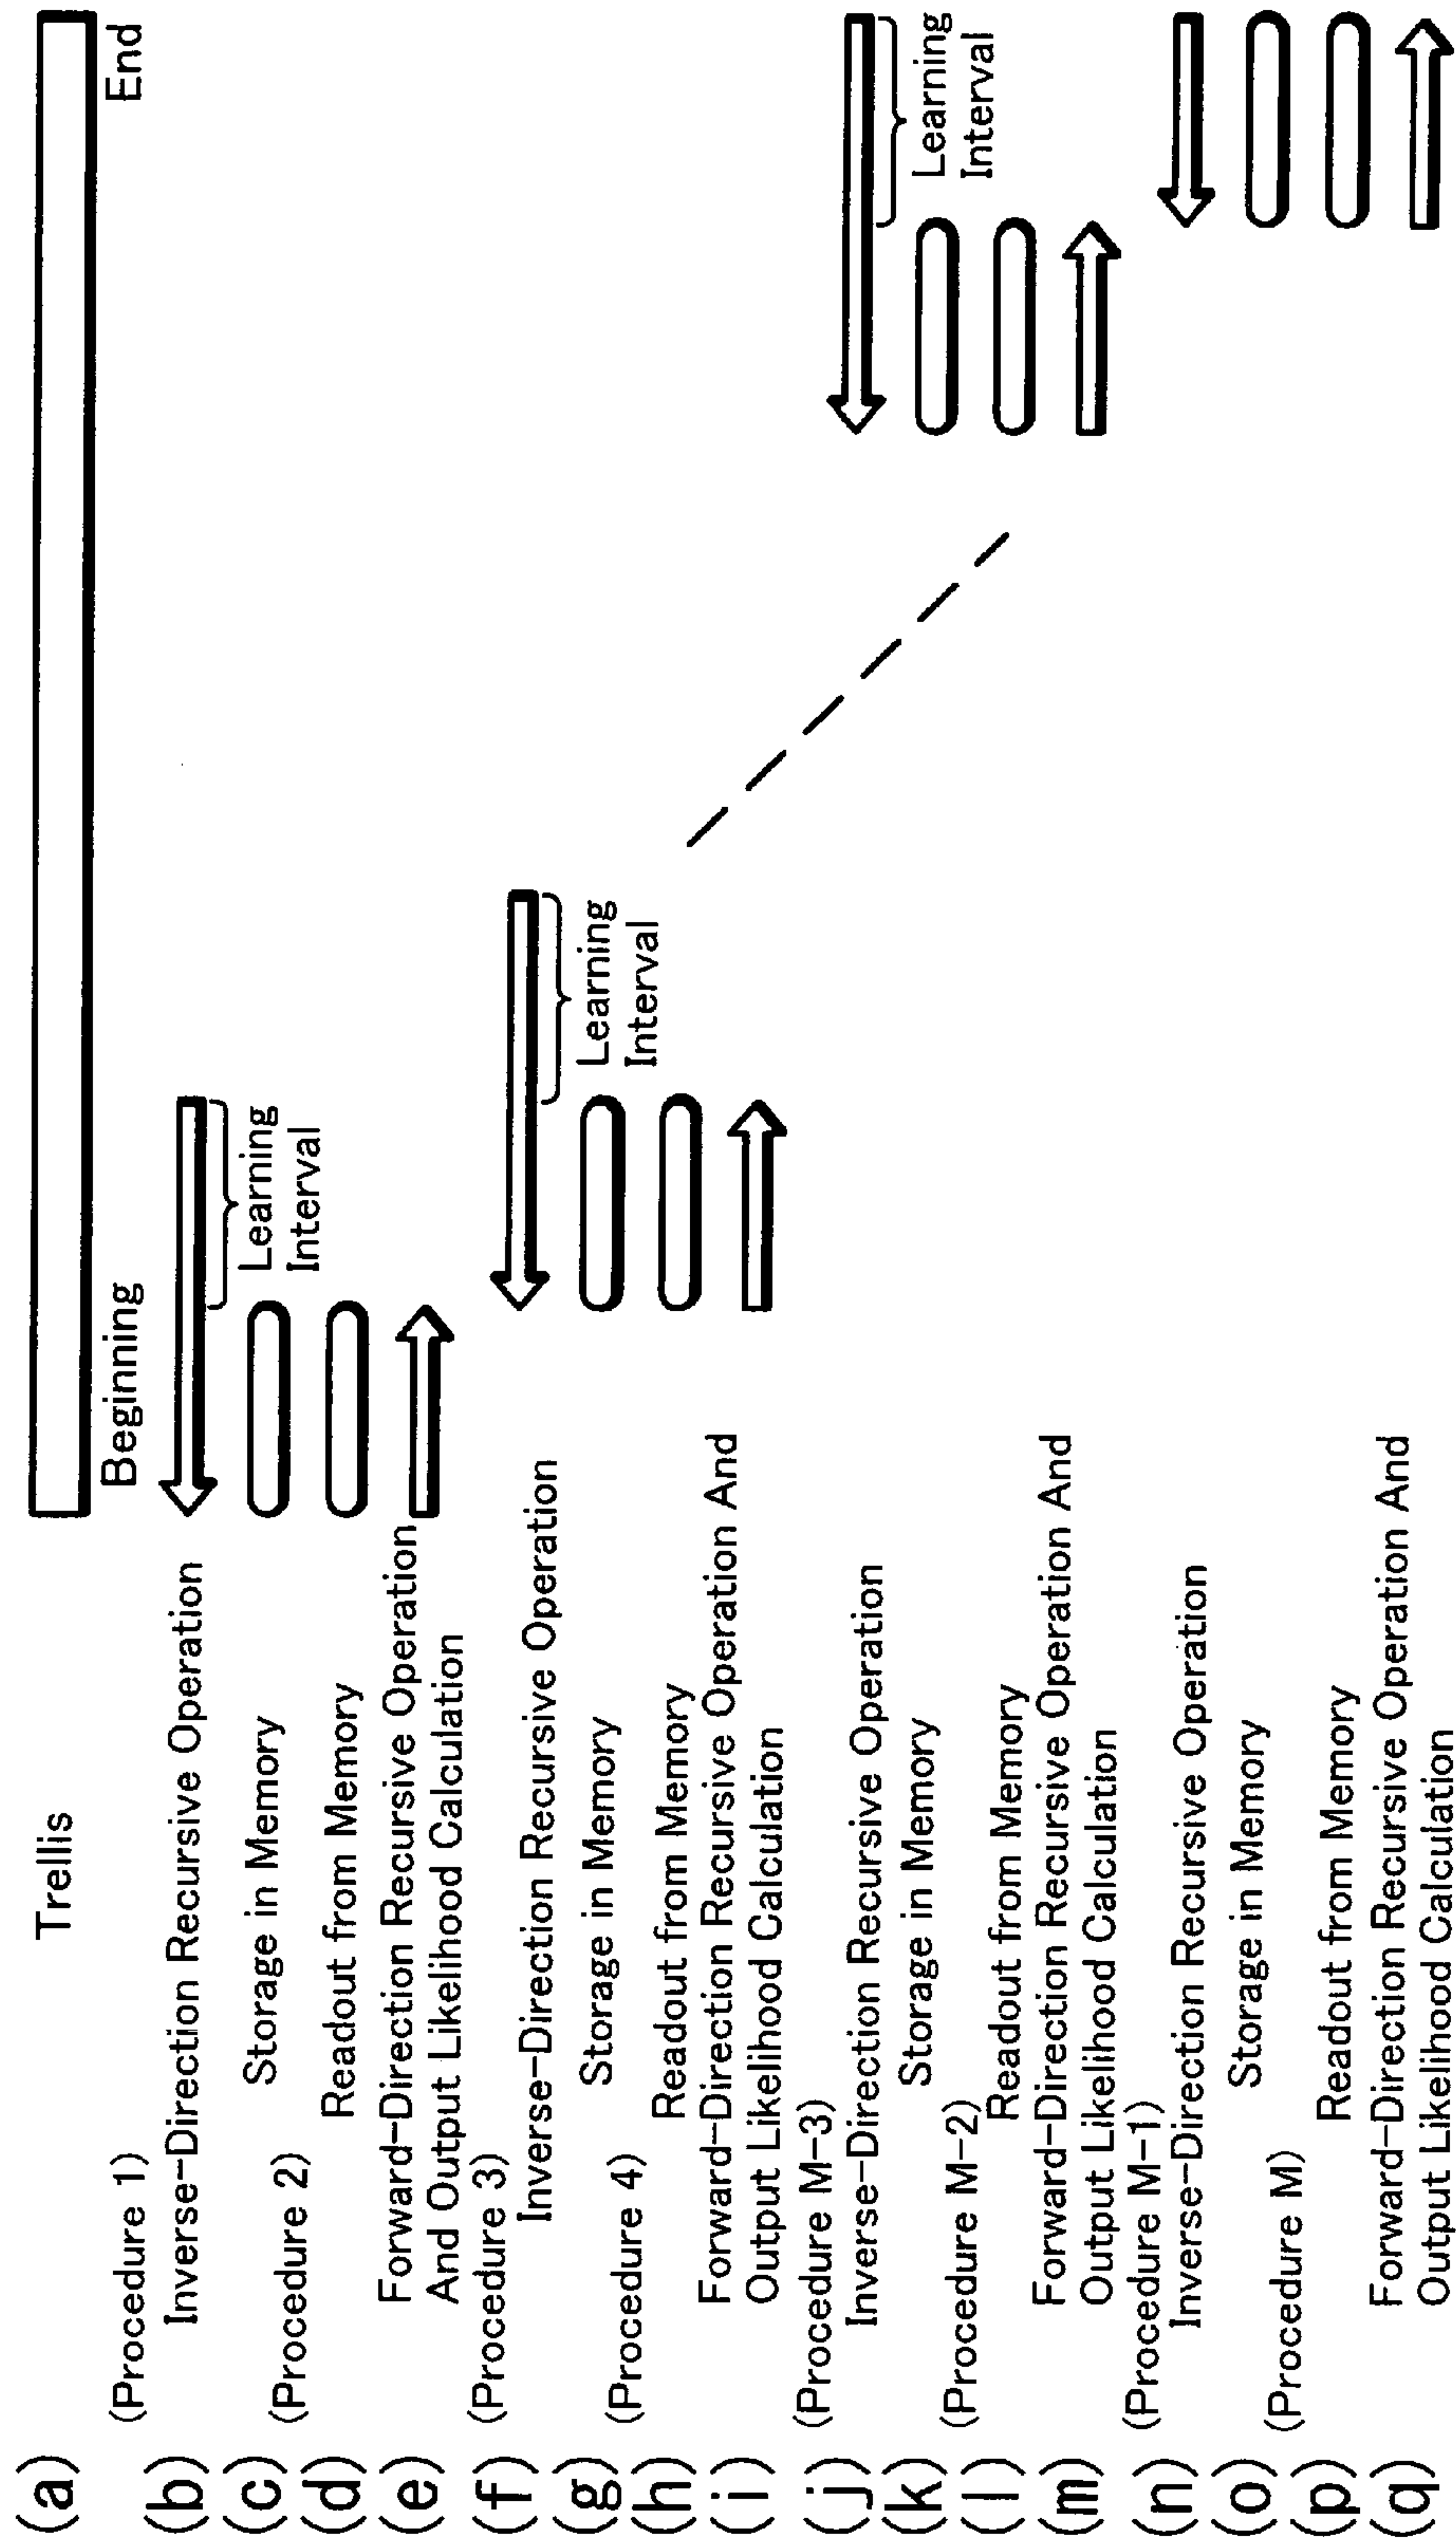 (a) Trellis
Beginning End
(Procedure 1)
(b) Inverse-Direction Recursive Operation
Learning
Interval
(c) Storage in Memory
(Procedure 2)
(d) Readout from Memory
(e) Forward-Direction Recursive Operation
And Output Likelihood Calculation
(Procedure 3)
(f) Inverse-Direction Recursive Operation
Learning
Interval
(g) Storage in Memory
(Procedure 4)
(h) Readout from Memory
(i) Forward-Direction Recursive Operation And
Output Likelihood Calculation
(Procedure M-3)
(j) Inverse-Direction Recursive Operation
Learning
Interval
(k) Storage in Memory
(Procedure M-2)
(l) Readout from Memory
(m) Forward-Direction Recursive Operation And
Output Likelihood Calculation
(Procedure M-1)
(n) Inverse-Direction Recursive Operation
(o) Storage in Memory
(Procedure M)
(p) Readout from Memory
(q) Forward-Direction Recursive Operation And
Output Likelihood Calculation